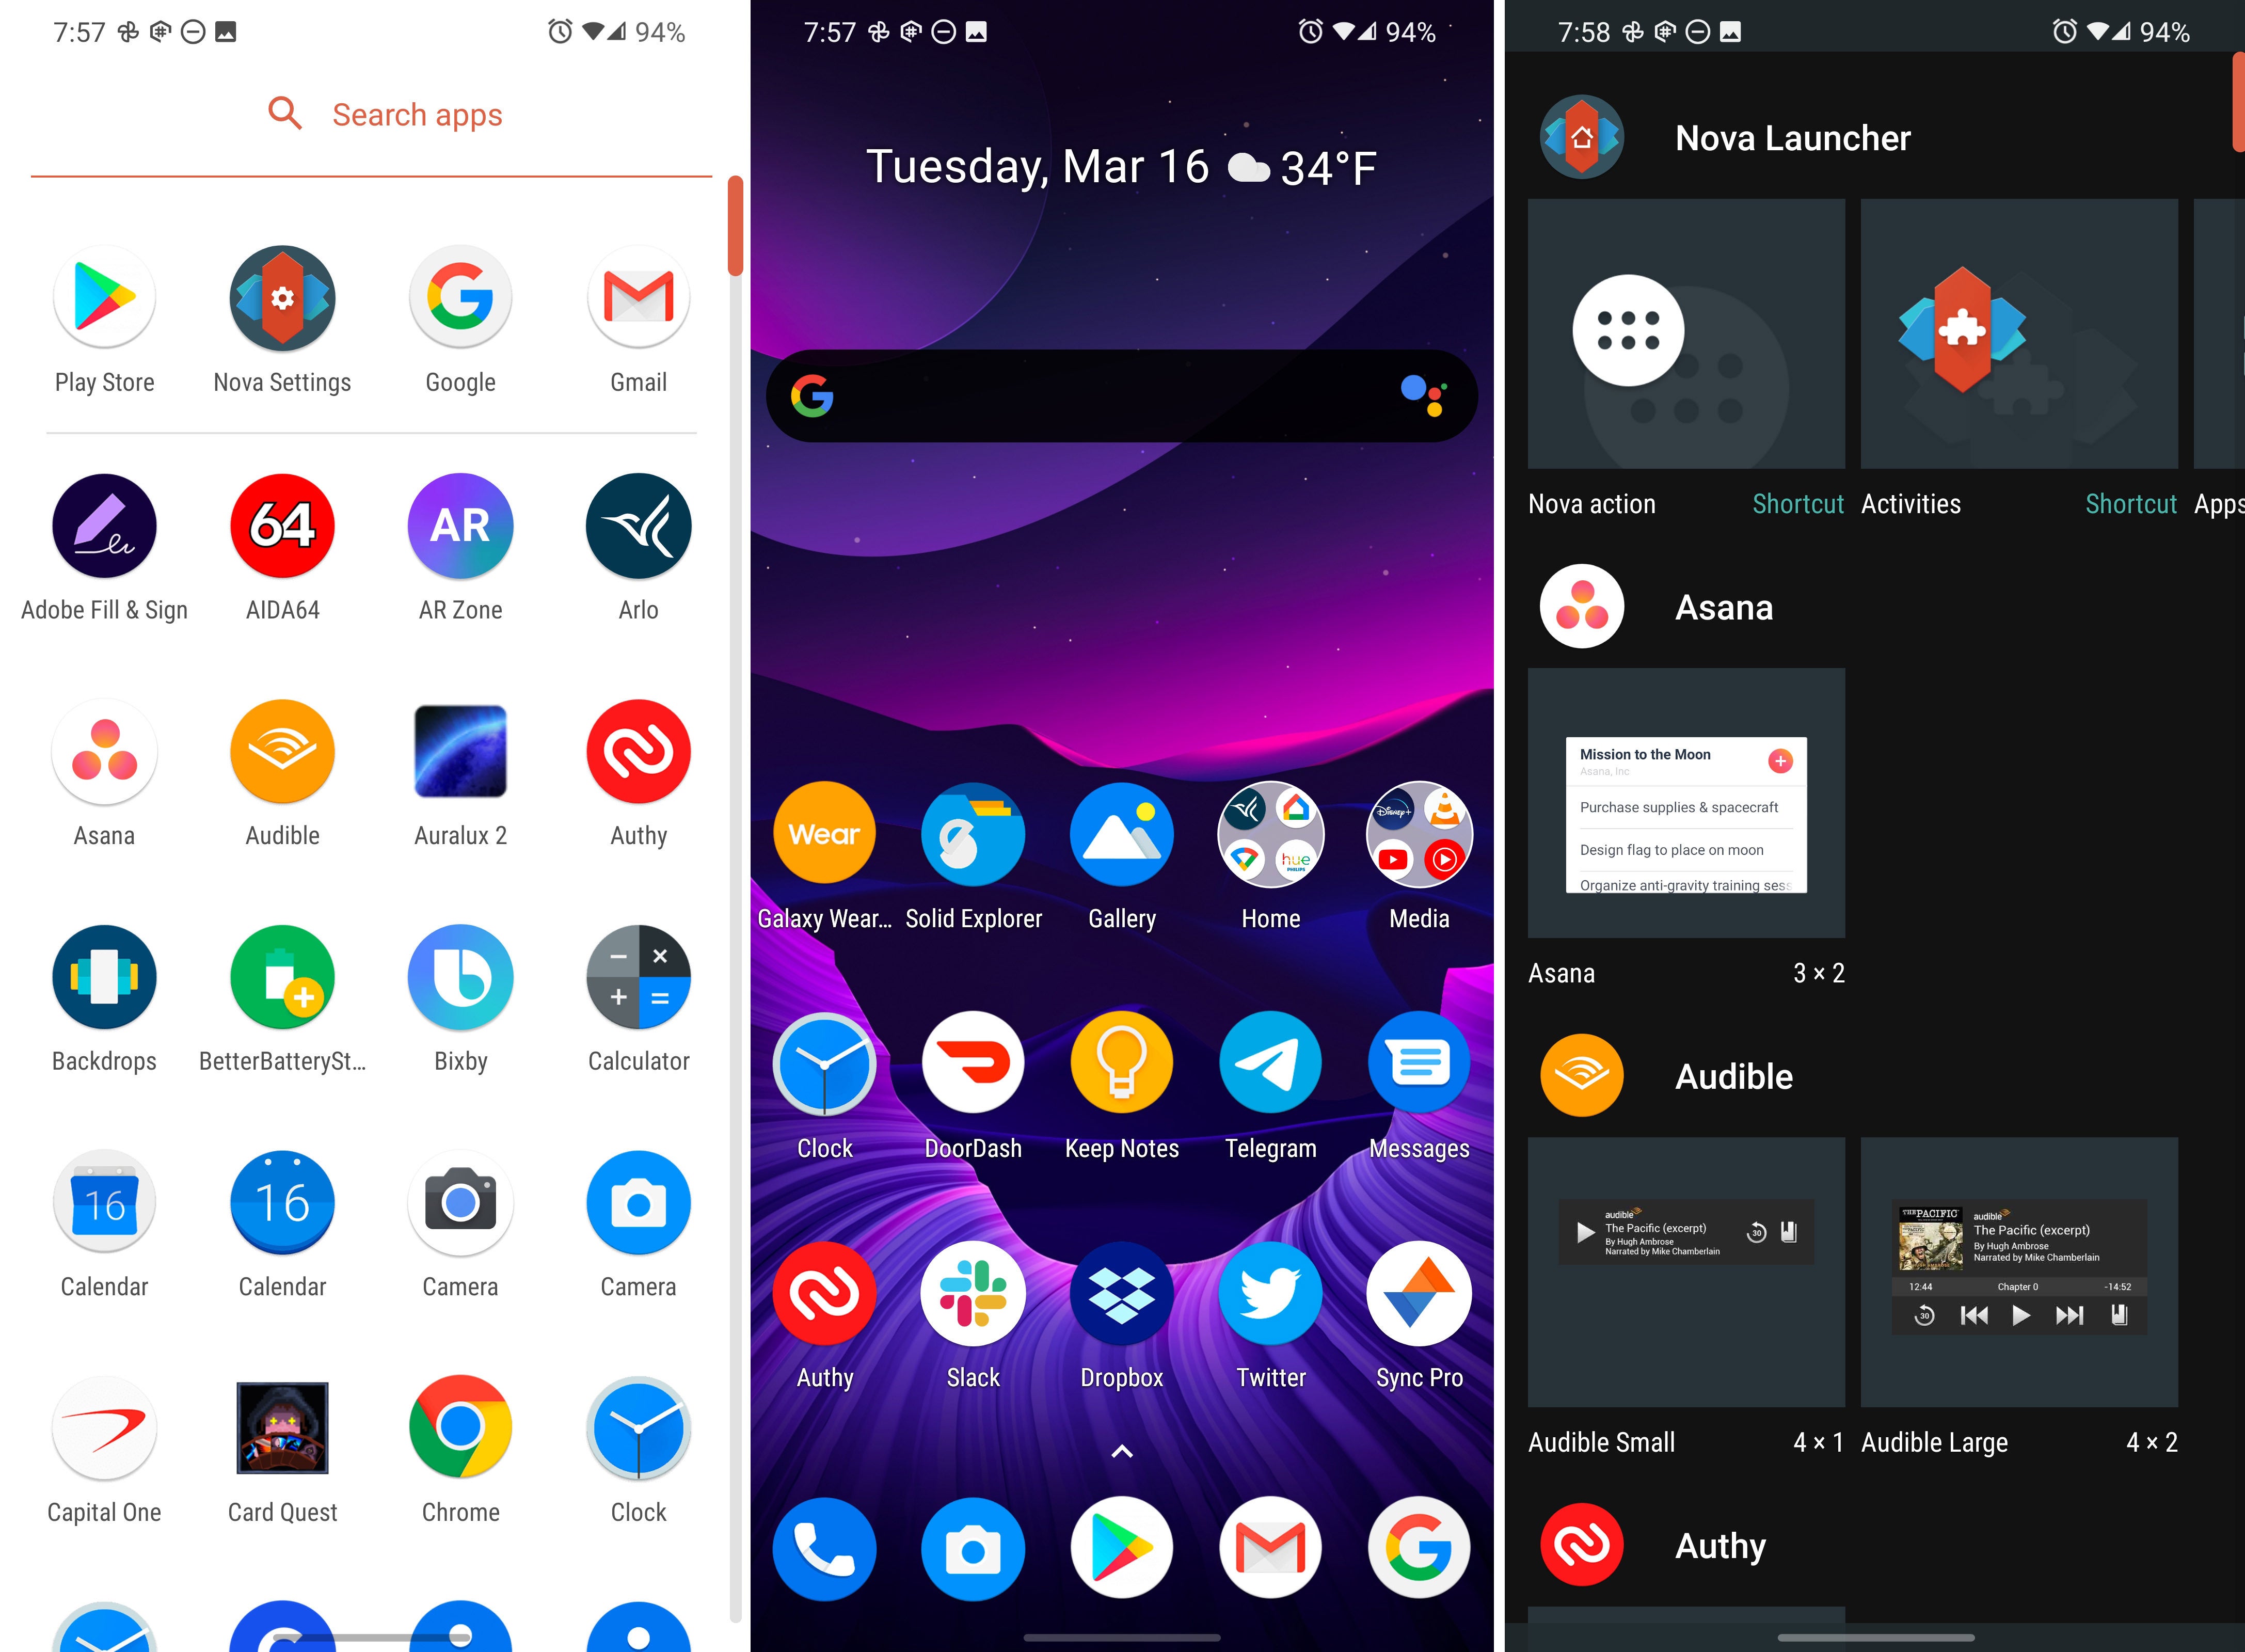 7:57 94%
Search apps
Play Store Nova Settings Google Gmail
64 AR
Adobe Fill & Sign AIDA64 AR Zone Arlo
Asana Audible Auralux 2 Authy
Backdrops BetterBatterySt... Bixby Calculator
16 16
Calendar Calendar Camera Camera
Capital One Card Quest Chrome Clock
7:57 94%
Tuesday, Mar 16 34°F
Wear Disney+ hue PHILIPS
Galaxy Wear... Solid Explorer Gallery Home Media
Clock DoorDash Keep Notes Telegram Messages
Authy Slack Dropbox Twitter Sync Pro
7:58 94%
Nova Launcher
Nova action Shortcut Activities Shortcut Apps
Asana
Mission to the Moon
Asana, Inc
Purchase supplies & spacecraft
Design flag to place on moon
Organize anti-gravity training sess
Asana 3 × 2
Audible
audible
The Pacific (excerpt)
By Hugh Ambrose
Narrated by Mike Chamberlain
30
THE PACIFIC
audible
The Pacific (excerpt)
By Hugh Ambrose
Narrated by Mike Chamberlain
12:44 Chapter 0 -14:52
30
Audible Small 4 × 1 Audible Large 4 × 2
Authy